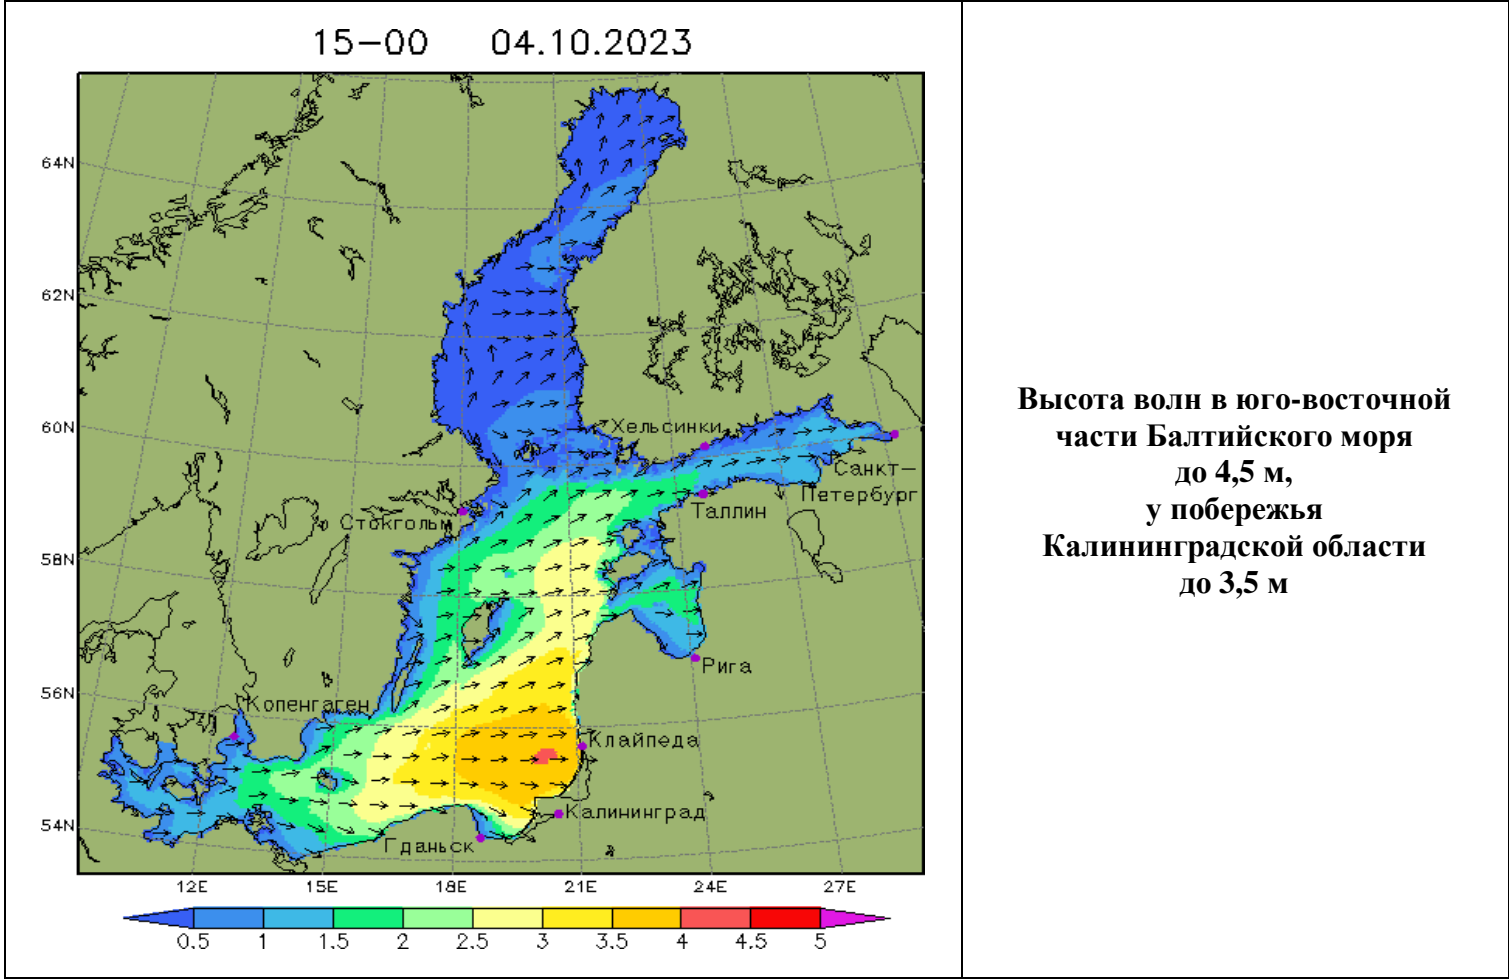 15-00 04.10.2023
64N
62N
60N
58N
56N
54N
Хельсинки
Санкт-
Петербург
Таллин
Стокгольм
Рига
Копенгаген
Клайпеда
Калининград
Гданьск
12E 15E 18E 21E 24E 27E
0.5 1 1.5 2 2.5 3 3.5 4 4.5 5
Высота волн в юго-восточной
части Балтийского моря
до 4,5 м,
у побережья
Калининградской области
до 3,5 м